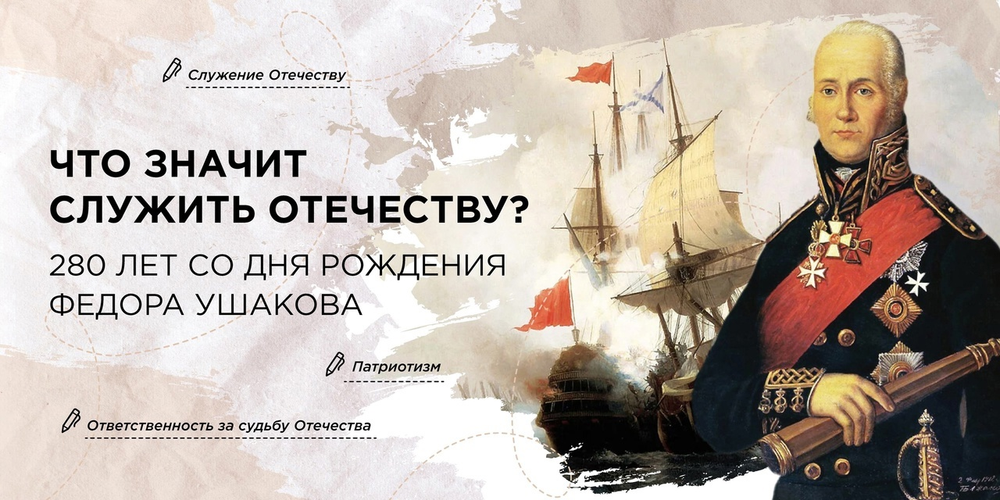 Служение Отечеству
ЧТО ЗНАЧИТ
СЛУЖИТЬ ОТЕЧЕСТВУ?
280 ЛЕТ СО ДНЯ РОЖДЕНИЯ
ФЕДОРА УШАКОВА
Патриотизм
Ответственность за судьбу Отечества